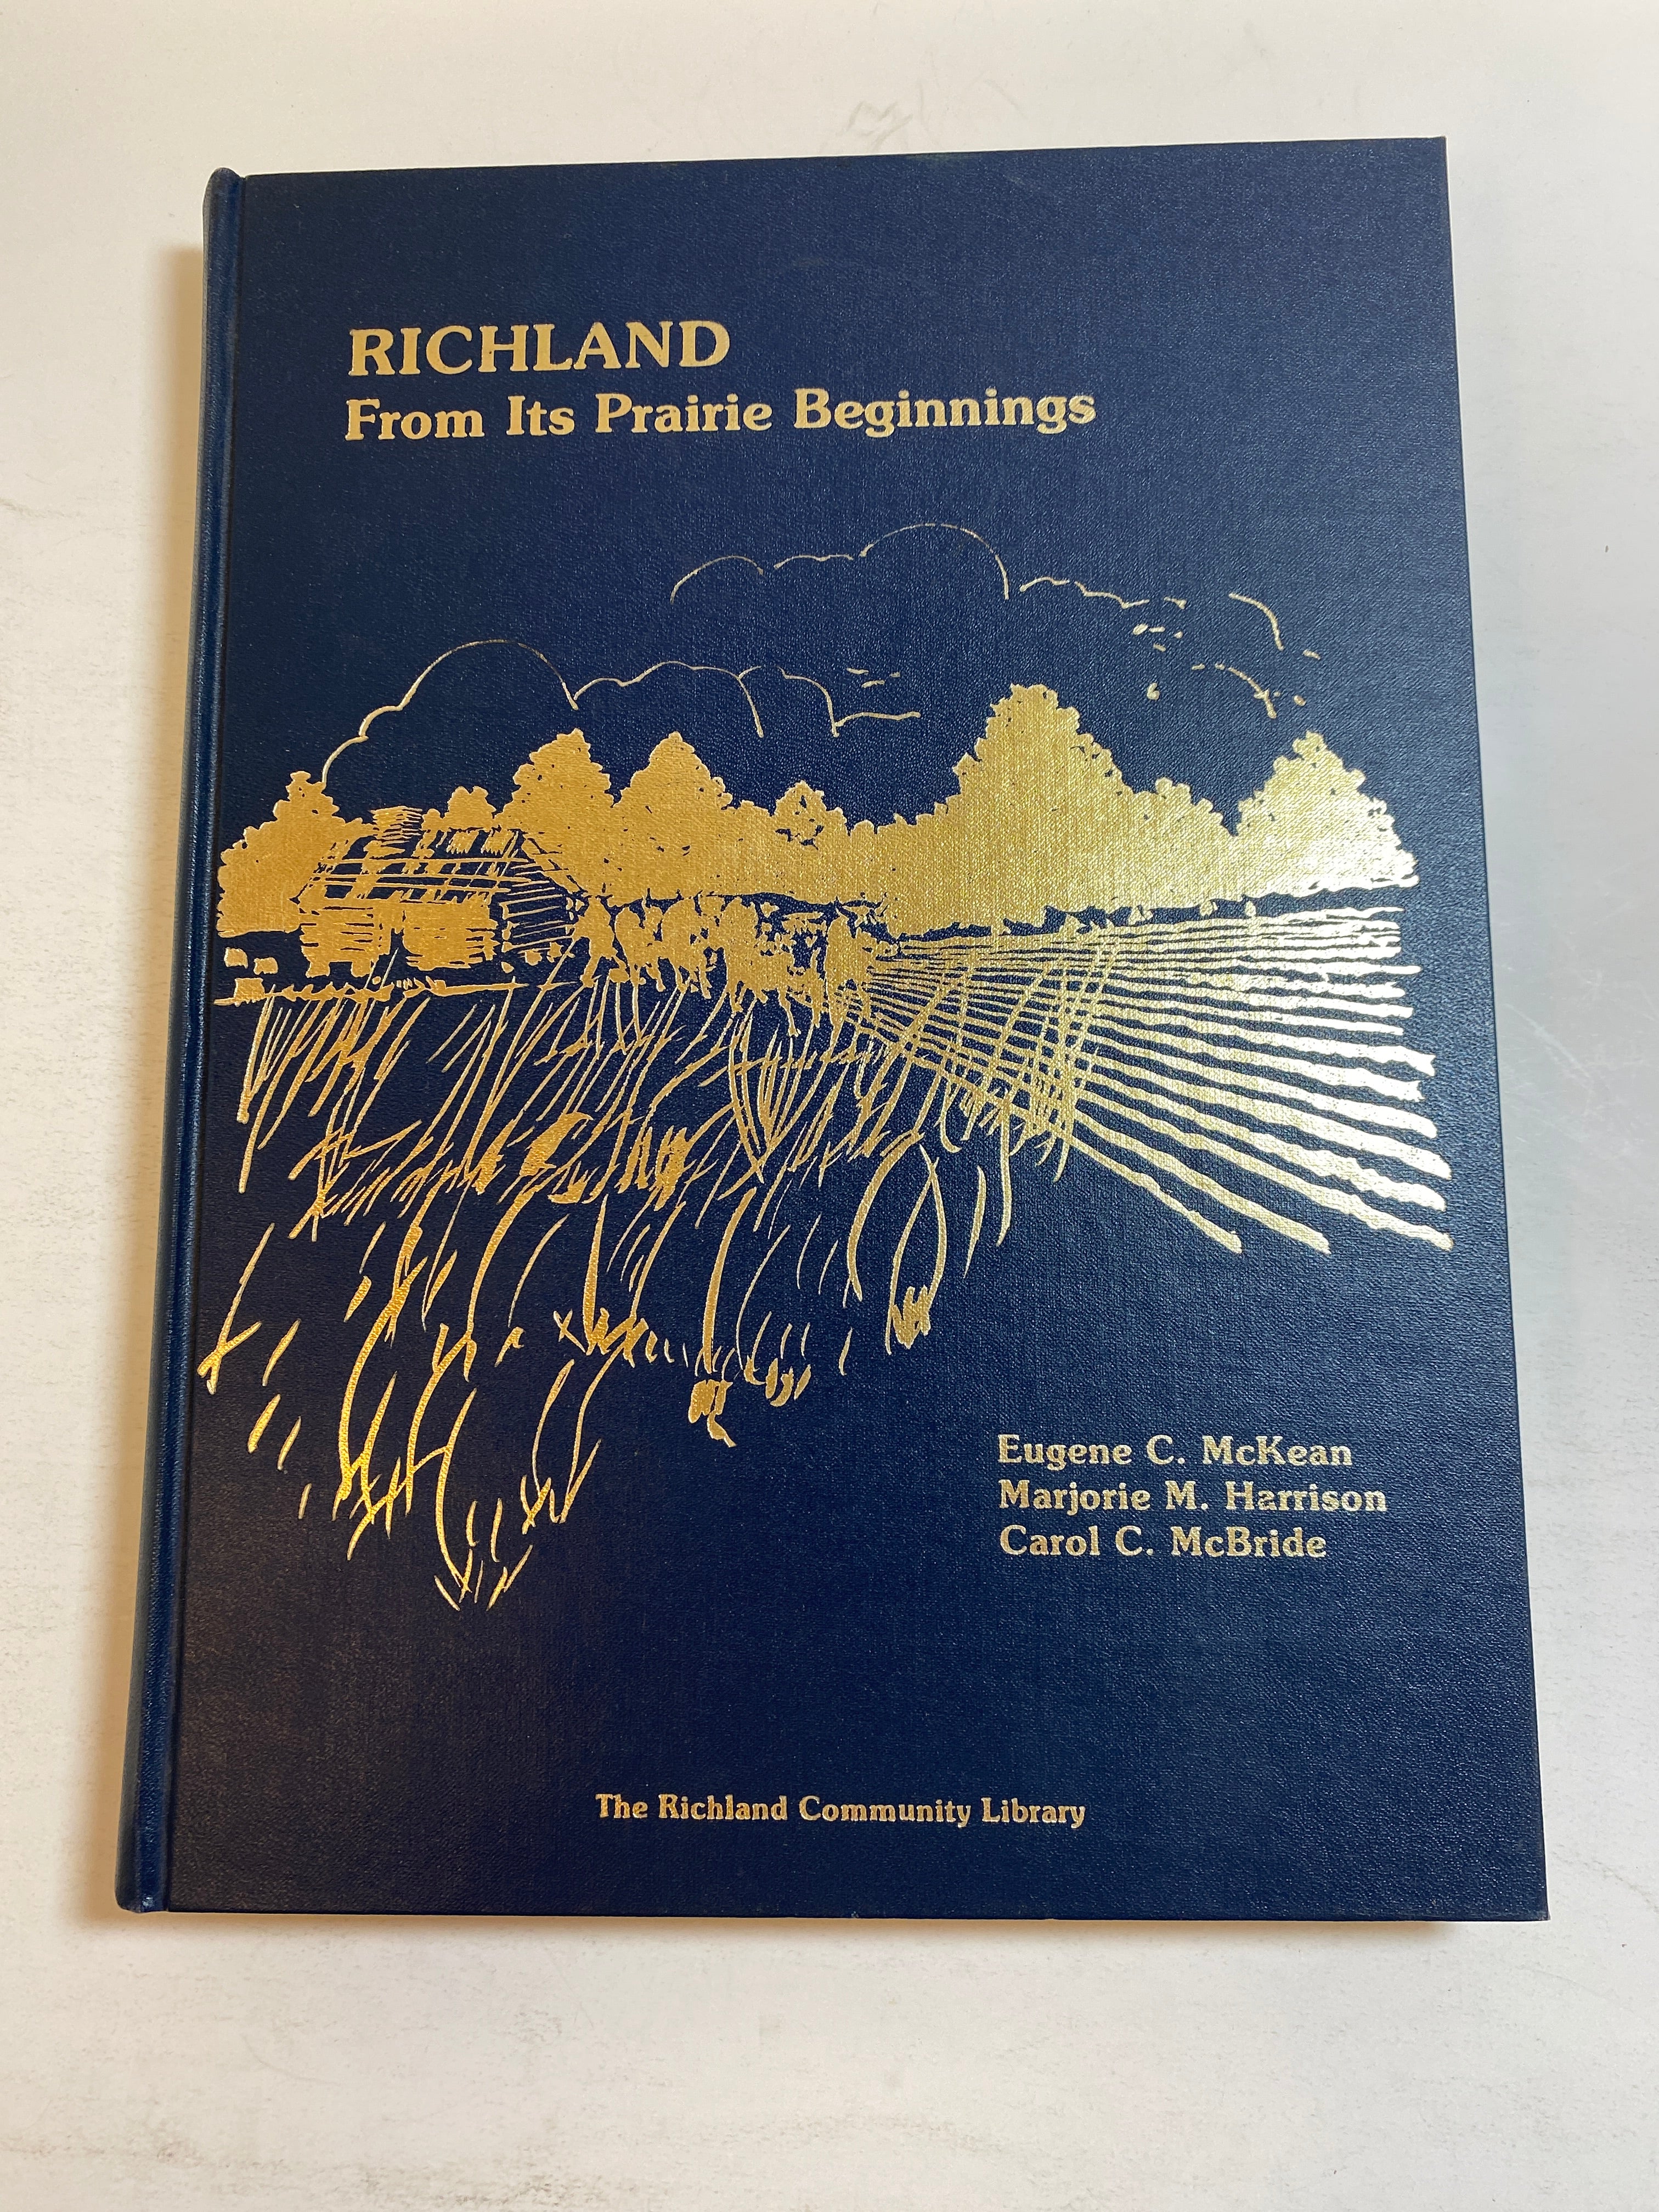 RICHLAND
From Its Prairie Beginnings
Eugene C. McKean
Marjorie M. Harrison
Carol C. McBride
The Richland Community Library